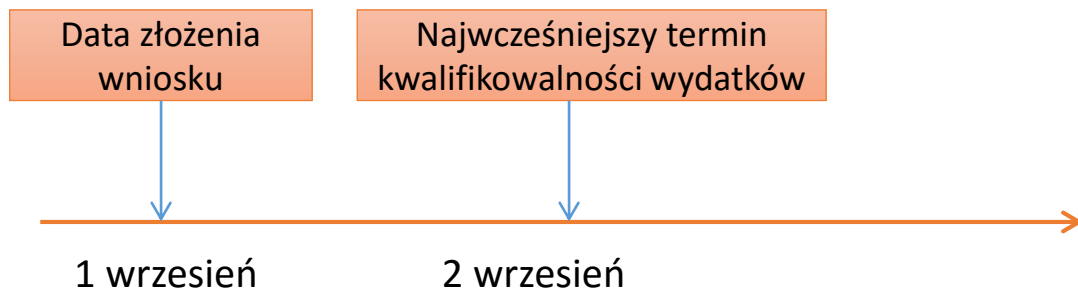 Data złożenia
wniosku
Najwcześniejszy termin
kwalifikowalności wydatków
1 wrzesień
2 wrzesień